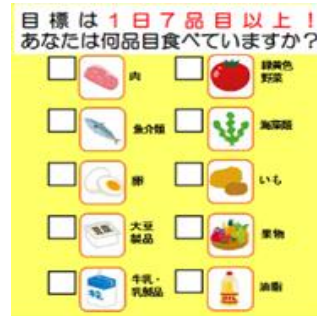 目標は1日7品目以上!
あなたは何品目食べていますか?
肉
緑黄色
野菜
魚介類
海藻類
卵
いも
大豆
製品
果物
牛乳・
乳製品
油脂